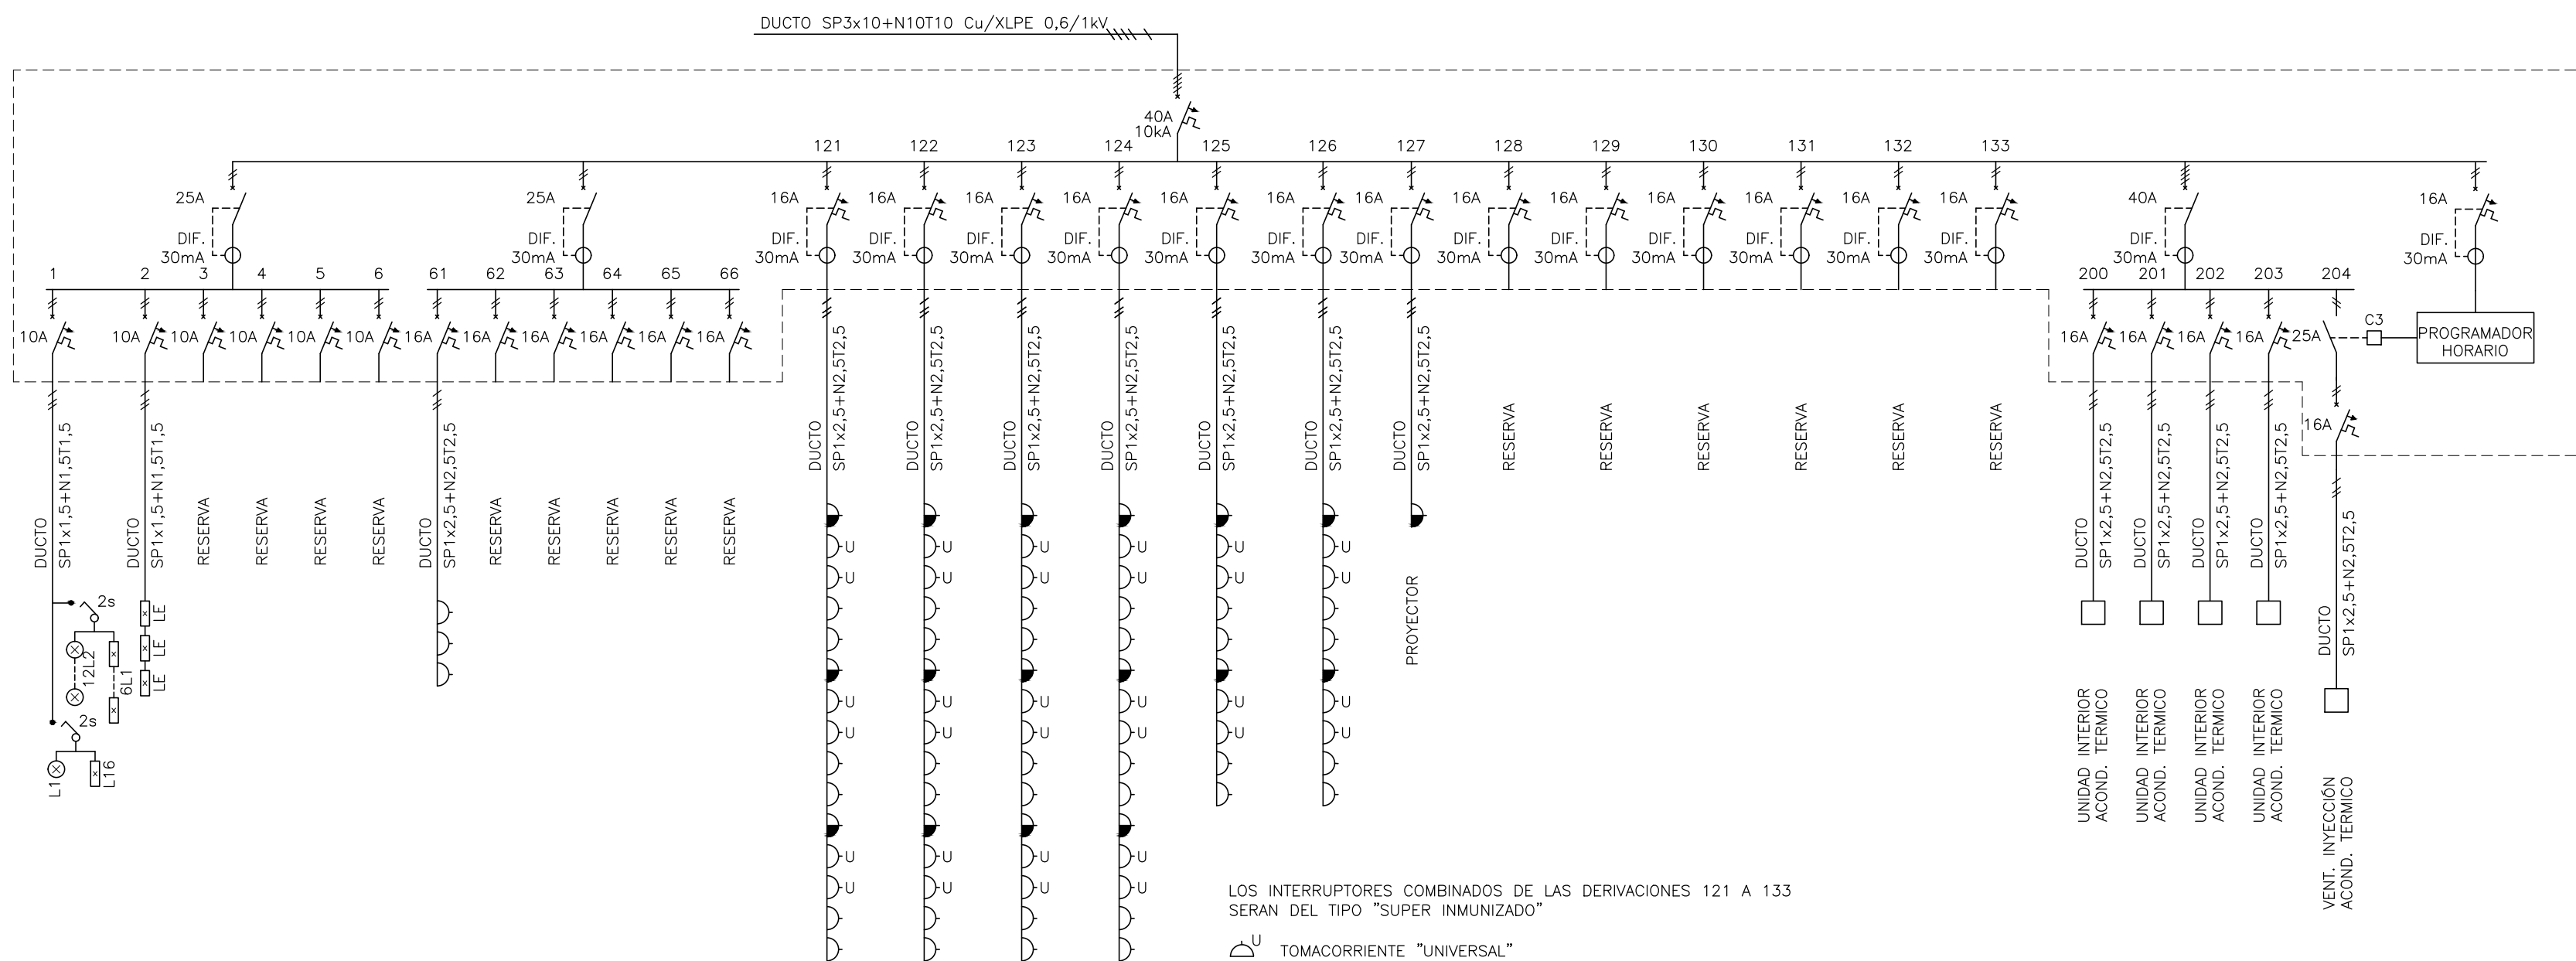 DUCTO SP3x10+N10T10 Cu/XLPE 0,6/1kV
40A
10kA
121 122 123 124 125 126 127 128 129 130 131 132 133
25A 25A 16A 16A 16A 16A 16A 16A 16A 16A 16A 16A 16A 16A 16A 40A 16A
DIF. DIF. DIF. DIF. DIF. DIF. DIF. DIF. DIF. DIF. DIF. DIF. DIF. DIF. DIF. DIF. DIF.
30mA 30mA 30mA 30mA 30mA 30mA 30mA 30mA 30mA 30mA 30mA 30mA 30mA 30mA 30mA 30mA 30mA
1 2 3 4 5 6 61 62 63 64 65 66 200 201 202 203 204
10A 10A 10A 10A 10A 10A 16A 16A 16A 16A 16A 16A 16A 16A 16A 16A 25A
C3
PROGRAMADOR
HORARIO
16A
DUCTO
SP1x1,5+N1,5T1,5
DUCTO
SP1x1,5+N1,5T1,5
RESERVA
RESERVA
RESERVA
RESERVA
DUCTO
SP1x2,5+N2,5T2,5
RESERVA
RESERVA
RESERVA
RESERVA
RESERVA
DUCTO
SP1x2,5+N2,5T2,5
DUCTO
SP1x2,5+N2,5T2,5
DUCTO
SP1x2,5+N2,5T2,5
DUCTO
SP1x2,5+N2,5T2,5
DUCTO
SP1x2,5+N2,5T2,5
DUCTO
SP1x2,5+N2,5T2,5
DUCTO
SP1x2,5+N2,5T2,5
RESERVA
RESERVA
RESERVA
RESERVA
RESERVA
RESERVA
DUCTO
SP1x2,5+N2,5T2,5
DUCTO
SP1x2,5+N2,5T2,5
DUCTO
SP1x2,5+N2,5T2,5
DUCTO
SP1x2,5+N2,5T2,5
DUCTO
SP1x2,5+N2,5T2,5
2s
12L2
6L1
2s
L1
L16
LE
LE
LE
U U U U U U
U U U U U U
U U U U U U
U U U U U U
U U U U
U U U U
PROYECTOR
UNIDAD INTERIOR
ACOND. TERMICO
UNIDAD INTERIOR
ACOND. TERMICO
UNIDAD INTERIOR
ACOND. TERMICO
UNIDAD INTERIOR
ACOND. TERMICO
VENT. INYECCIÓN
ACOND. TERMICO
LOS INTERRUPTORES COMBINADOS DE LAS DERIVACIONES 121 A 133
SERAN DEL TIPO "SUPER INMUNIZADO"
U TOMACORRIENTE "UNIVERSAL"